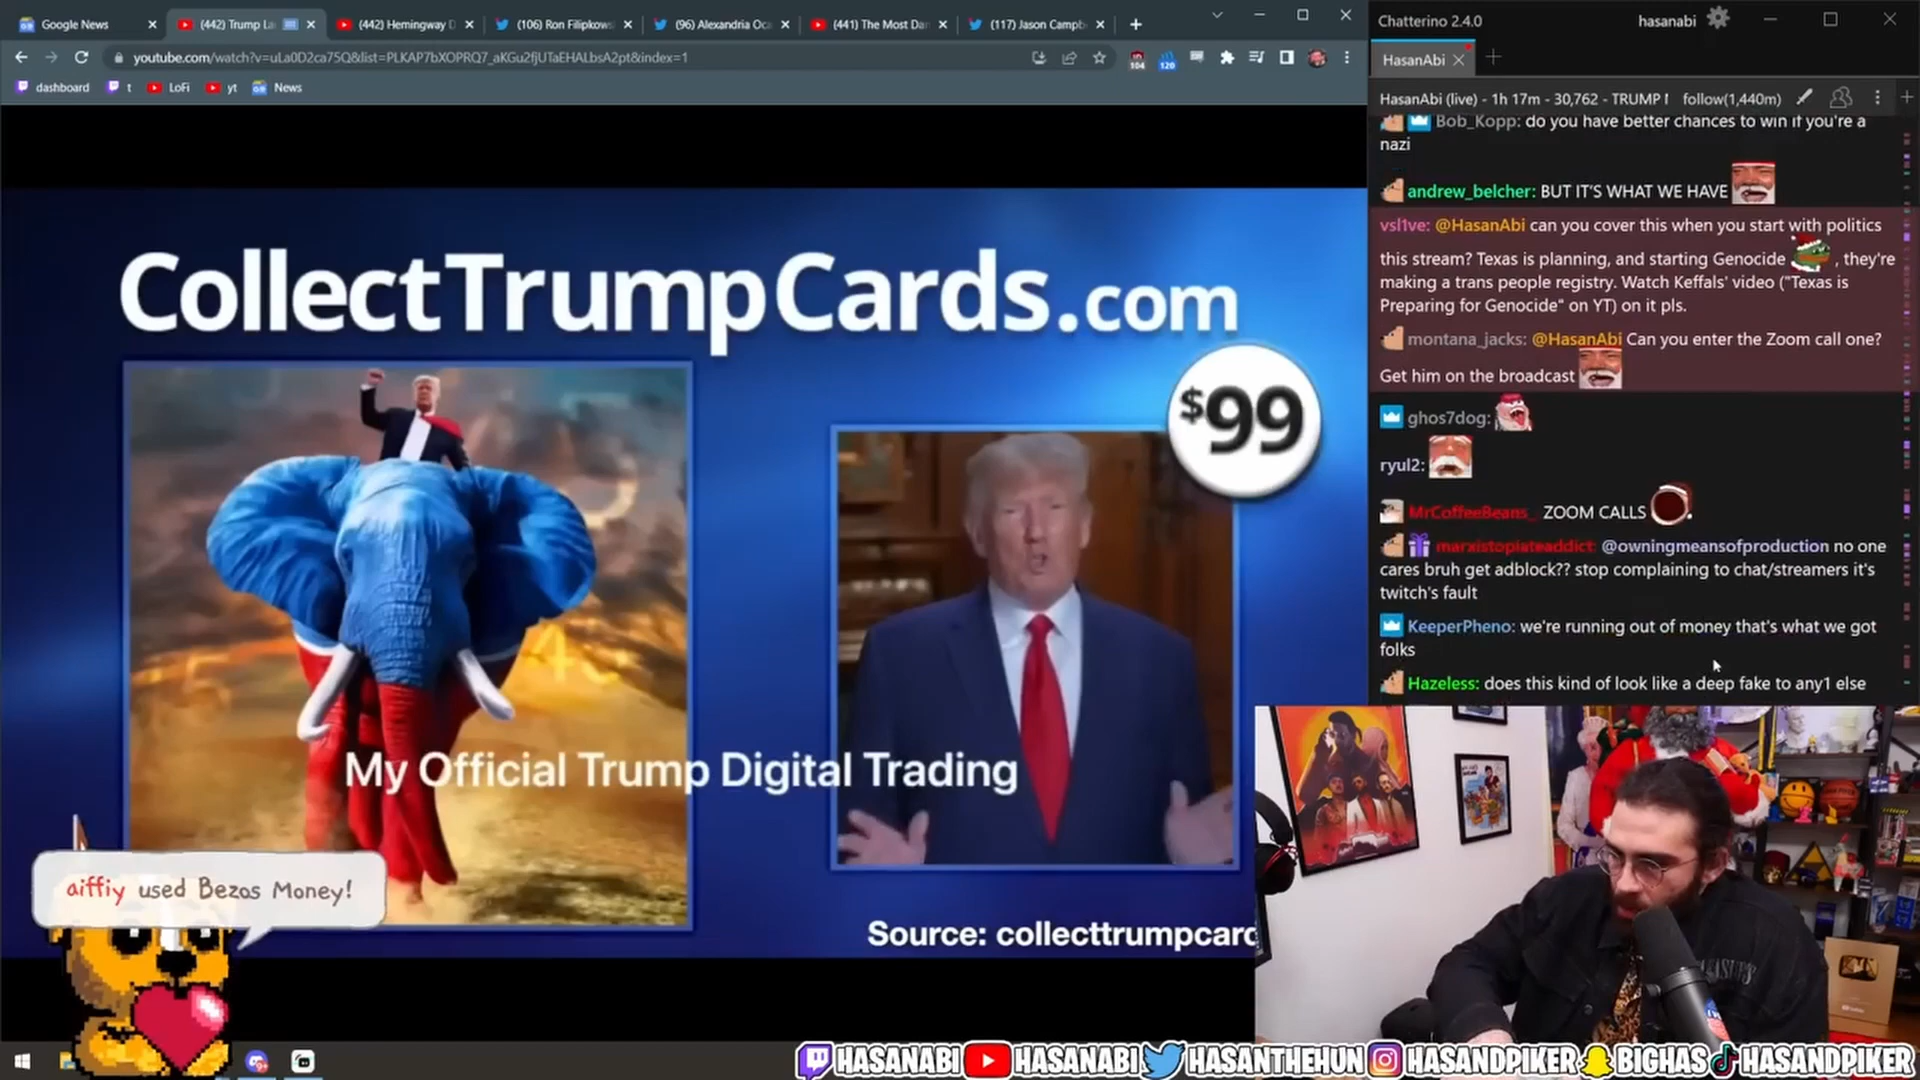 Google News
(442) Trump La
(442) Hemingway D
(106) Ron Filipkows
(96) Alexandria Oca
(441) The Most Dan
(117) Jason Campb
youtube.com/watch?v=uLa0D2ca75Q&list=PLKAP7bXOPRQ7_aKGu2fjUTaEHALbsA2pt&index=1
104
120
dashboard
t
LoFi
yt
News
Chatterino 2.4.0
hasanabi
HasanAbi
HasanAbi (live) - 1h 17m - 30,762 - TRUMP
follow(1,440m)
Bob_Kopp: do you have better chances to win if you're a
nazi
andrew_belcher: BUT IT'S WHAT WE HAVE
vsl1ve: @HasanAbi can you cover this when you start with politics
this stream? Texas is planning, and starting Genocide , they're
making a trans people registry. Watch Keffals' video ("Texas is
Preparing for Genocide" on YT) on it pls.
montana_jacks: @HasanAbi Can you enter the Zoom call one?
Get him on the broadcast
ghos7dog:
ryul2:
MrCoffeeBeans_ ZOOM CALLS
marxistopiateaddict: @owningmeansofproduction no one
cares bruh get adblock?? stop complaining to chat/streamers it's
twitch's fault
KeeperPheno: we're running out of money that's what we got
folks
Hazeless: does this kind of look like a deep fake to any1 else
CollectTrumpCards.com
$99
My Official Trump Digital Trading
Source: collecttrumpcard
aiffiy used Bezos Money!
HASANABI
HASANABI
HASANTHEHUN
HASANDPIKER
BIGHAS
HASANDPIKER